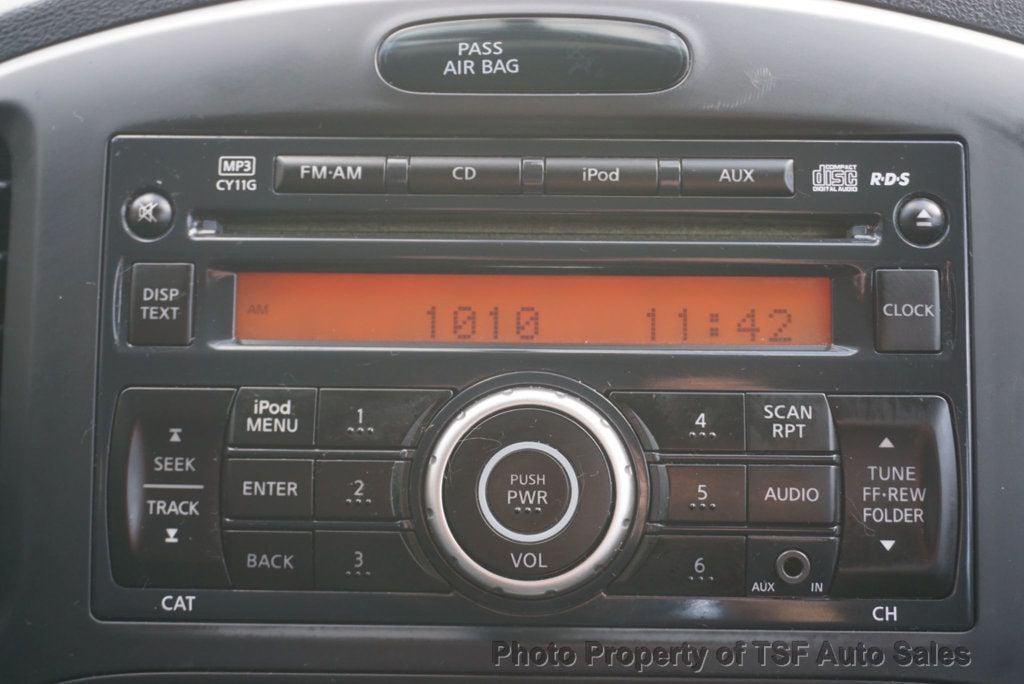 PASS
AIR BAG
MP3
CY11G
FM·AM
CD
iPod
AUX
COMPACT
disc
DIGITAL AUDIO
R·D·S
DISP
TEXT
AM
1010
11:42
CLOCK
SEEK
TRACK
iPod
MENU
1
ENTER
2
BACK
3
PUSH
PWR
VOL
4
SCAN
RPT
5
AUDIO
6
AUX IN
TUNE
FF·REW
FOLDER
CAT
CH
Photo Property of TSF Auto Sales